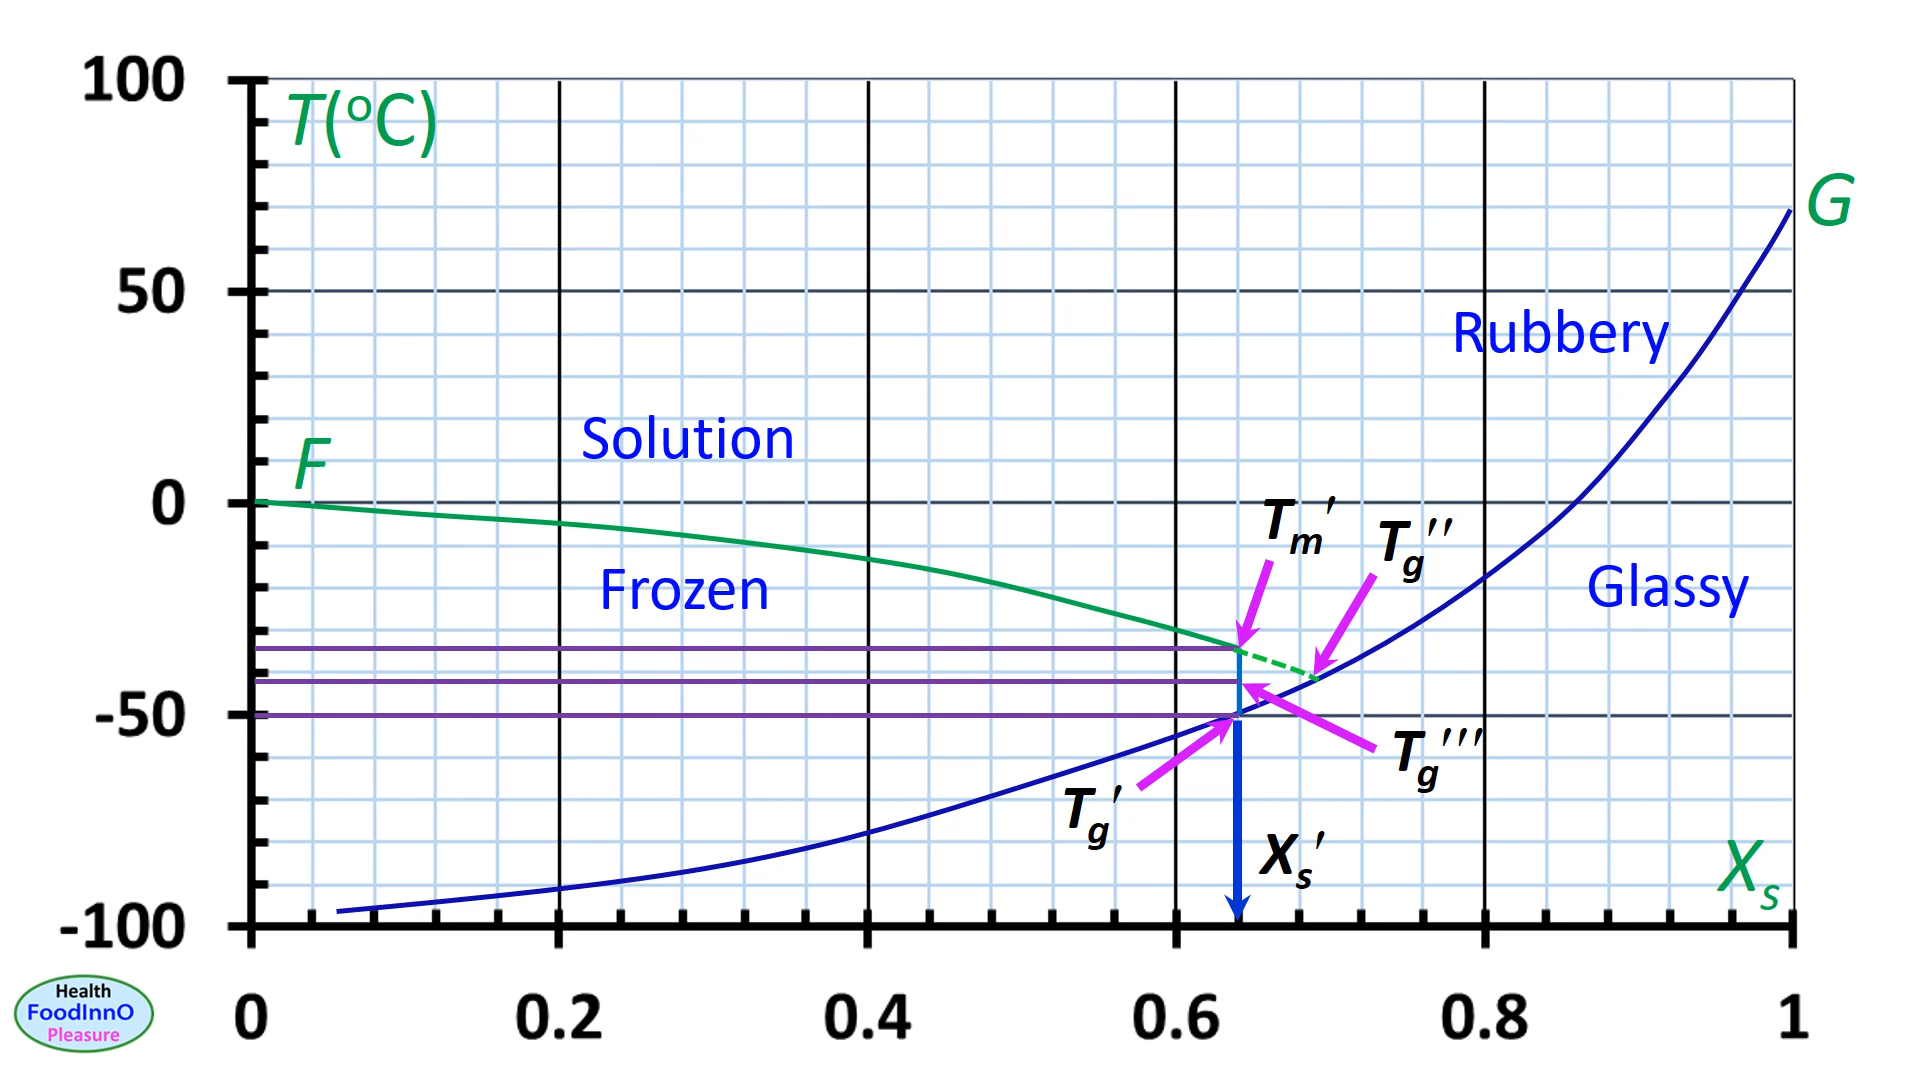 100
T(°C)
G
50
Rubbery
Solution
F
0
Tm′
Tg′′
Frozen
Glassy
-50
Tg′′′
Tg′
Xs′
Xs
-100
0 0.2 0.4 0.6 0.8 1
Health
FoodInnO
Pleasure